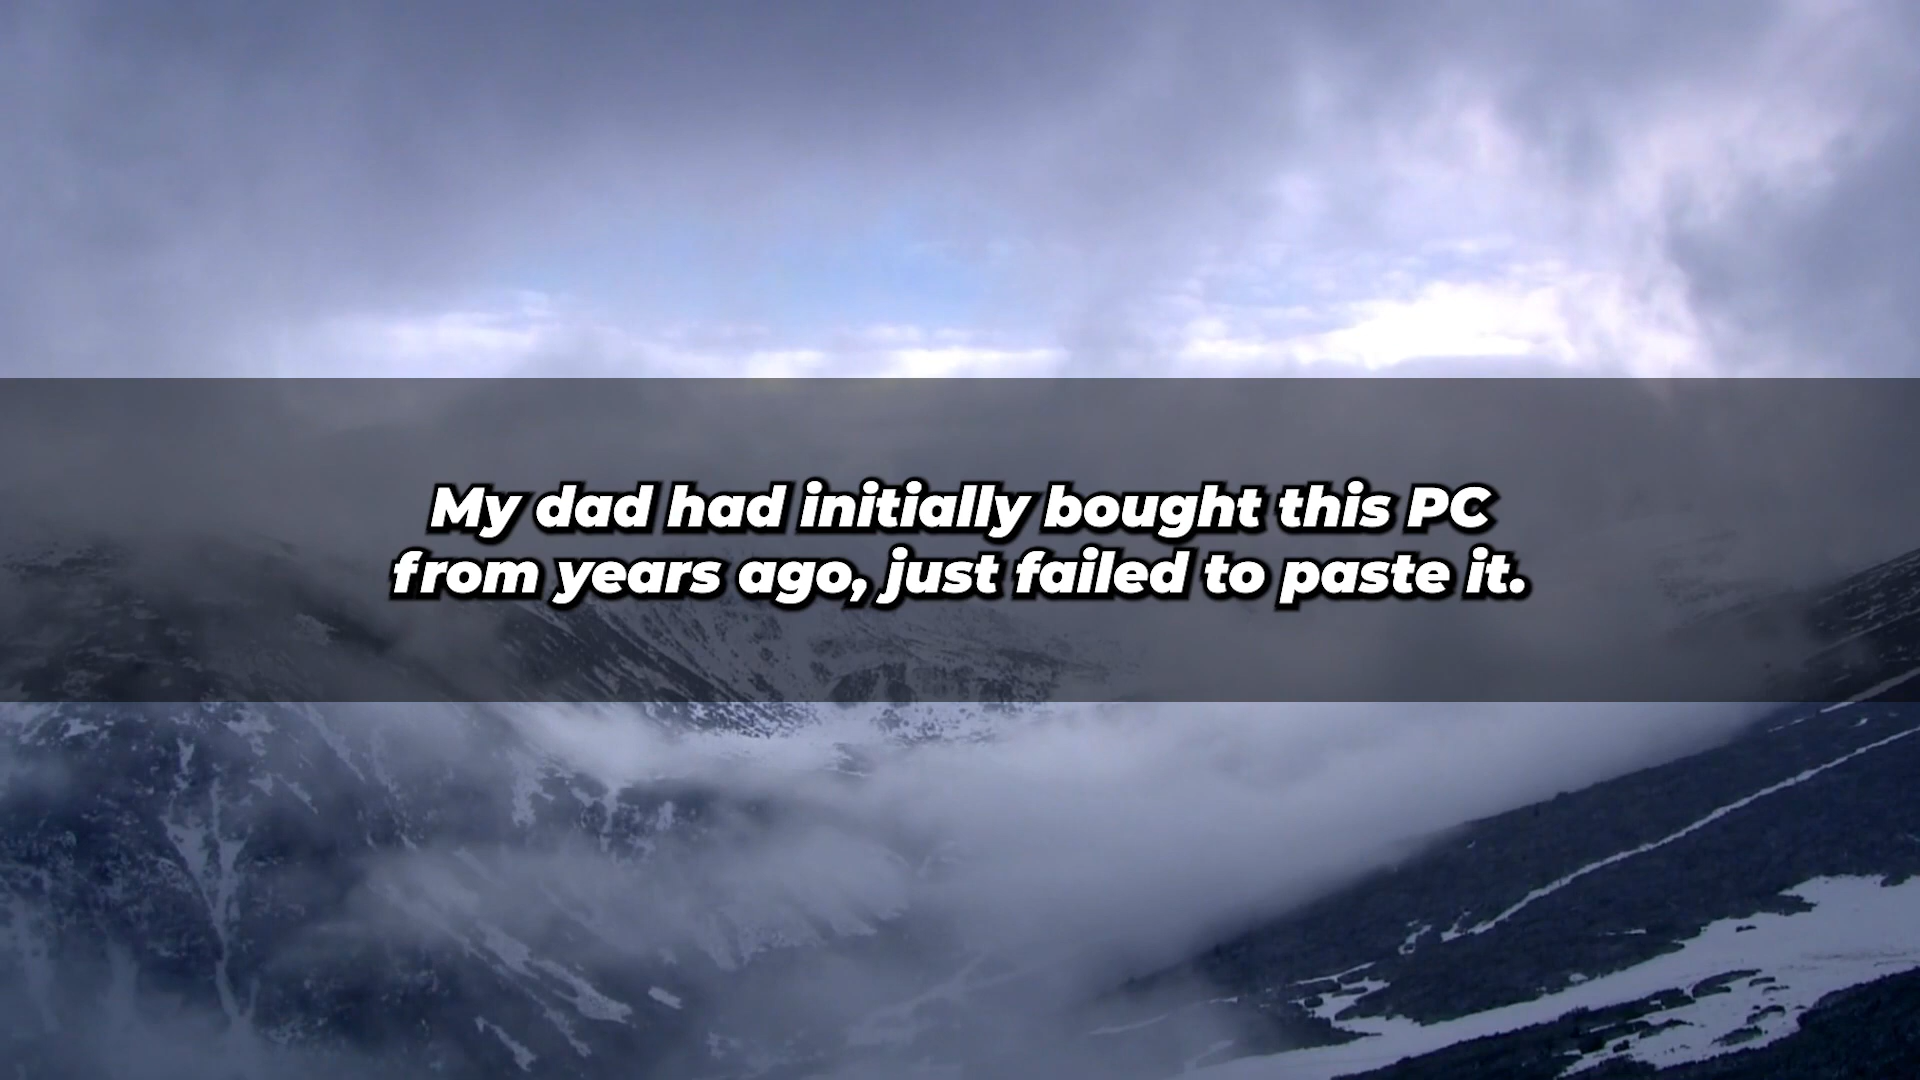 My dad had initially bought this PC
from years ago, just failed to paste it.